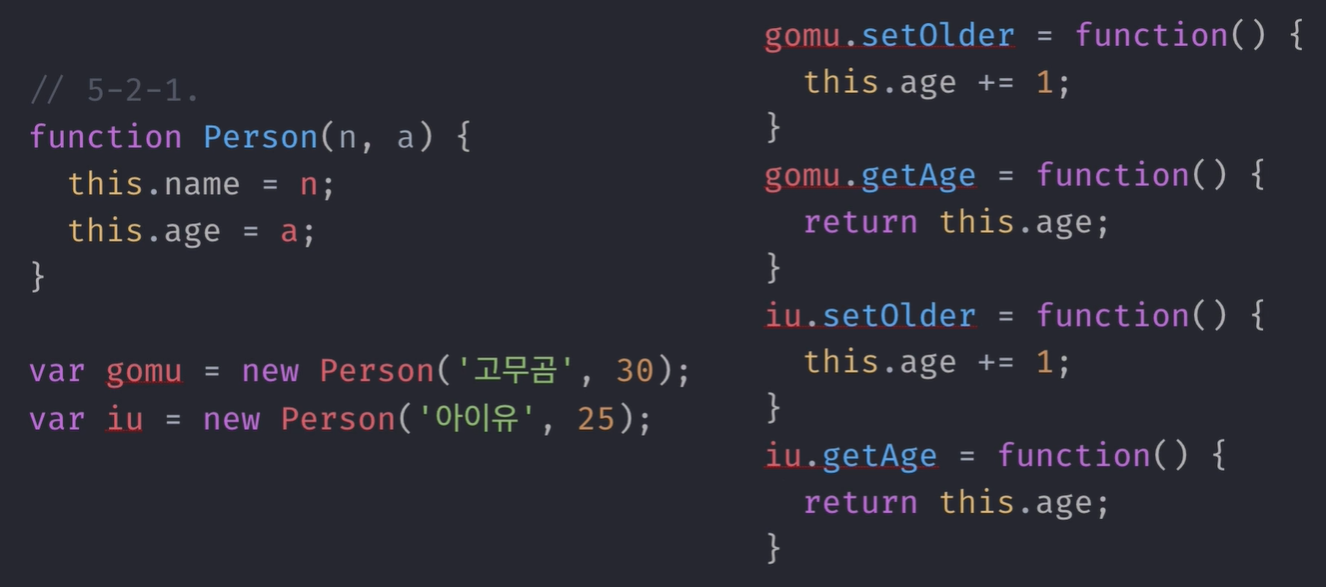 // 5-2-1.
function Person(n, a) {
  this.name = n;
  this.age = a;
}
var gomu = new Person('고무곰', 30);
var iu = new Person('아이유', 25);
gomu.setOlder = function() {
  this.age += 1;
}
gomu.getAge = function() {
  return this.age;
}
iu.setOlder = function() {
  this.age += 1;
}
iu.getAge = function() {
  return this.age;
}